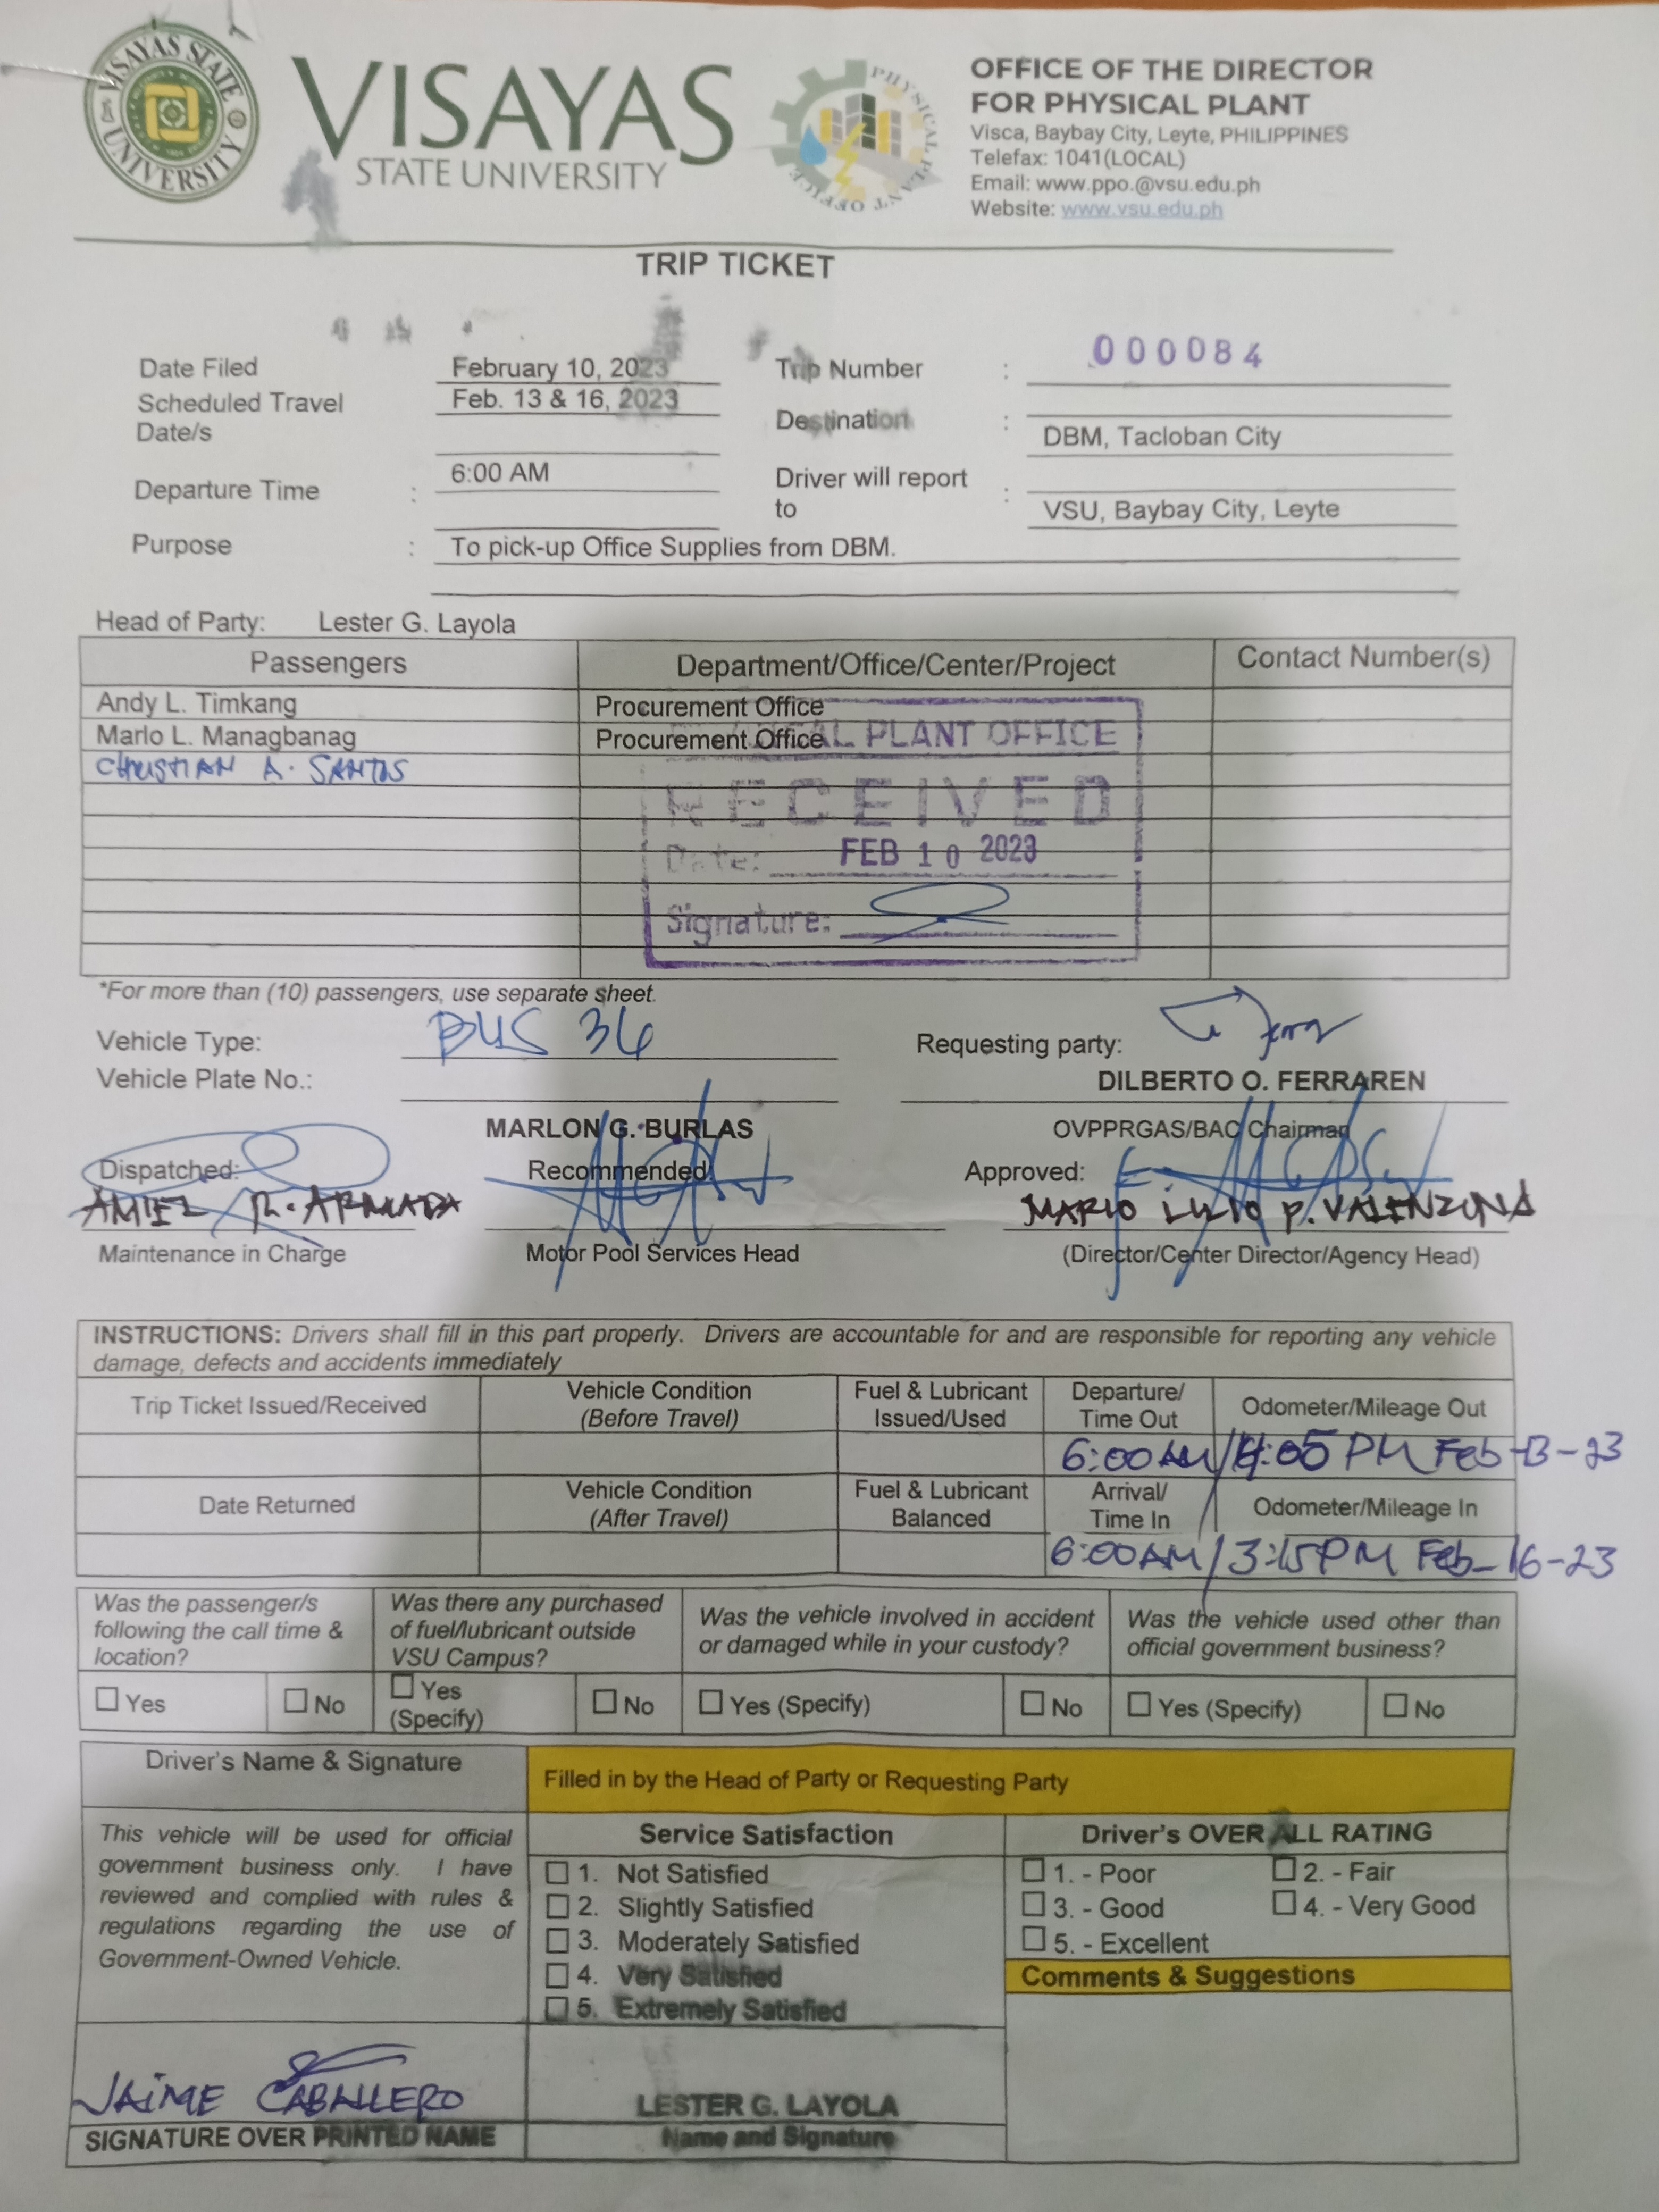 VISAYAS STATE UNIVERSITY
VISAYAS
STATE UNIVERSITY
PHYSICAL PLANT OFFICE
OFFICE OF THE DIRECTOR
FOR PHYSICAL PLANT
Visca, Baybay City, Leyte, PHILIPPINES
Telefax: 1041(LOCAL)
Email: www.ppo.@vsu.edu.ph
Website: www.vsu.edu.ph
TRIP TICKET
Date Filed February 10, 2023 Trip Number : 000084
Scheduled Travel Date/s Feb. 13 & 16, 2023 Destination : DBM, Tacloban City
Departure Time : 6:00 AM Driver will report to : VSU, Baybay City, Leyte
Purpose : To pick-up Office Supplies from DBM.
Head of Party: Lester G. Layola
Passengers Department/Office/Center/Project Contact Number(s)
Andy L. Timkang Procurement Office
Marlo L. Managbanag Procurement Office
CHRISTIAN A. SANTOS
PLANT OFFICE
RECEIVED
Date: FEB 10 2023
Signature:
*For more than (10) passengers, use separate sheet.
Vehicle Type: BUS 36 Requesting party:
Vehicle Plate No.: DILBERTO O. FERRAREN
MARLON G. BURLAS OVPPRGAS/BAC Chairman
Dispatched: Recommended: Approved:
AMIEL R. ARMADA MARIO LILIO P. VALENZONA
Maintenance in Charge Motor Pool Services Head (Director/Center Director/Agency Head)
INSTRUCTIONS: Drivers shall fill in this part properly. Drivers are accountable for and are responsible for reporting any vehicle
damage, defects and accidents immediately
Trip Ticket Issued/Received Vehicle Condition (Before Travel) Fuel & Lubricant Issued/Used Departure/ Time Out Odometer/Mileage Out
6:00AM/4:05 PM Feb-13-23
Date Returned Vehicle Condition (After Travel) Fuel & Lubricant Balanced Arrival/ Time In Odometer/Mileage In
6:00AM/3:15PM Feb-16-23
Was the passenger/s following the call time & location? Was there any purchased of fuel/lubricant outside VSU Campus? Was the vehicle involved in accident or damaged while in your custody? Was the vehicle used other than official government business?
Yes No Yes (Specify) No Yes (Specify) No Yes (Specify) No
Driver's Name & Signature Filled in by the Head of Party or Requesting Party
This vehicle will be used for official
government business only. I have
reviewed and complied with rules &
regulations regarding the use of
Government-Owned Vehicle.
Service Satisfaction
1. Not Satisfied
2. Slightly Satisfied
3. Moderately Satisfied
4. Very Satisfied
5. Extremely Satisfied
Driver's OVER ALL RATING
1. - Poor 2. - Fair
3. - Good 4. - Very Good
5. - Excellent
Comments & Suggestions
JAIME CABALLERO LESTER G. LAYOLA
SIGNATURE OVER PRINTED NAME Name and Signature